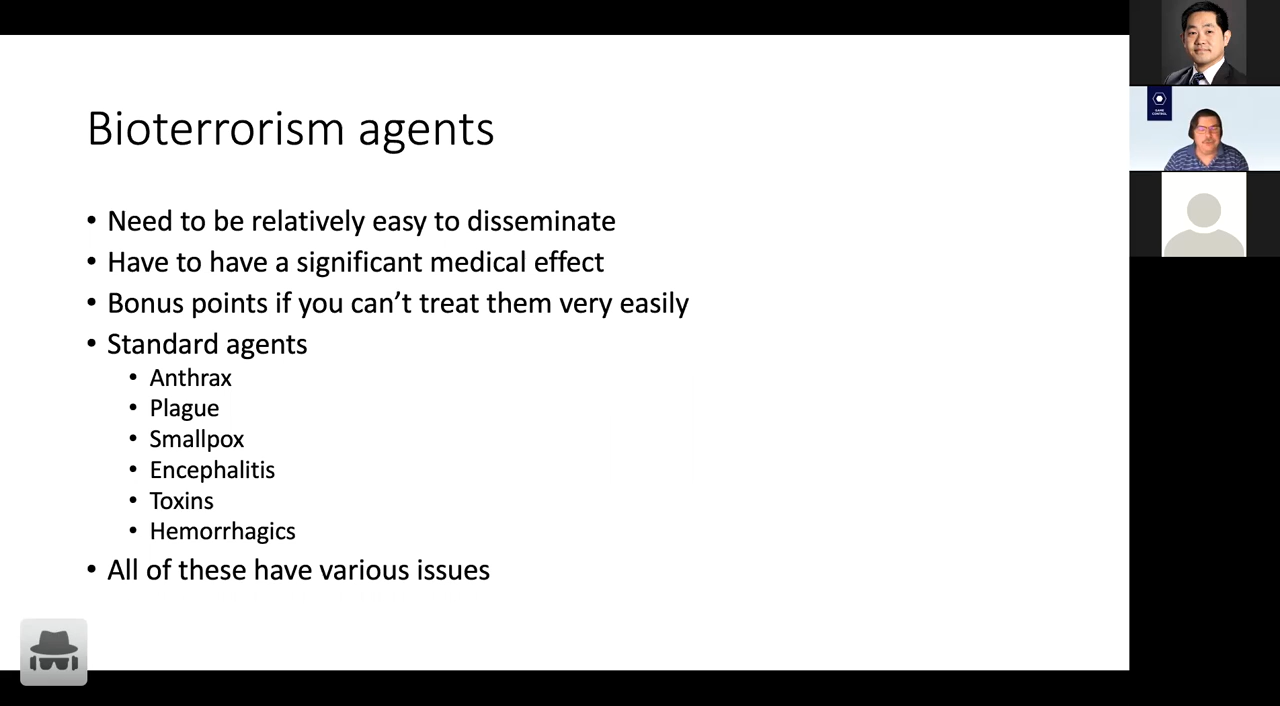 Bioterrorism agents
• Need to be relatively easy to disseminate
• Have to have a significant medical effect
• Bonus points if you can’t treat them very easily
• Standard agents
• Anthrax
• Plague
• Smallpox
• Encephalitis
• Toxins
• Hemorrhagics
• All of these have various issues